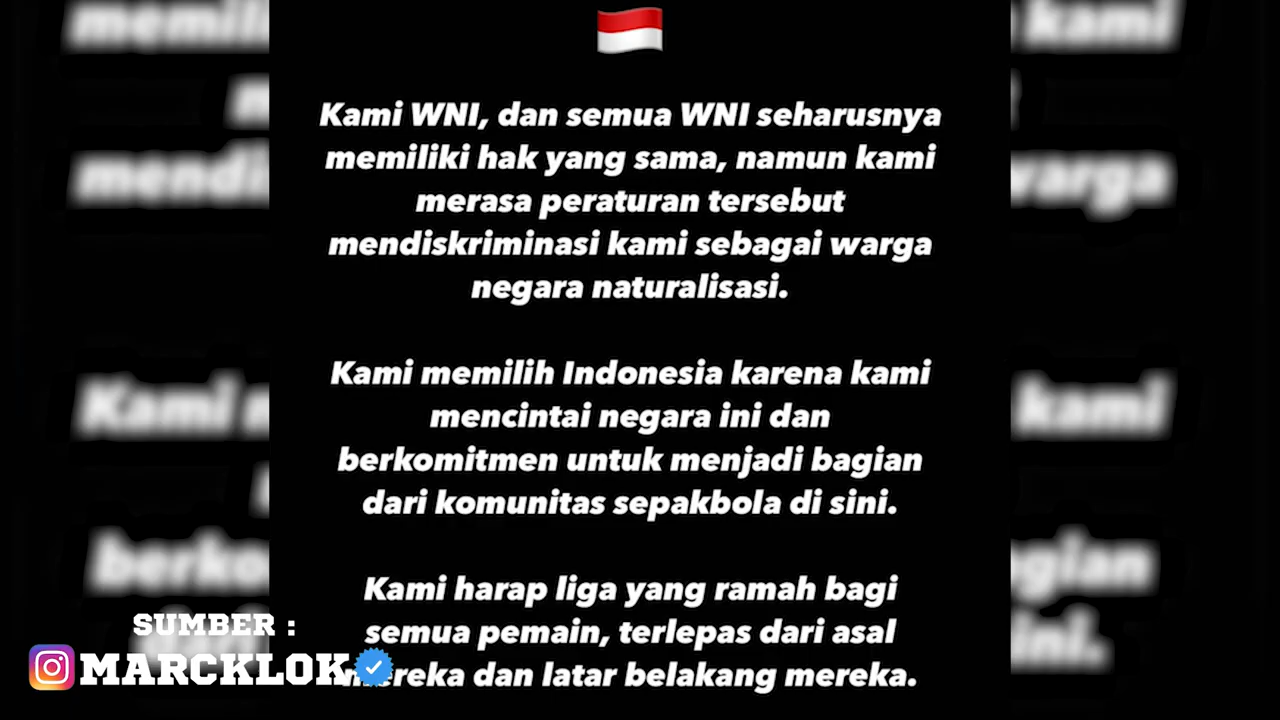 Kami WNI, dan semua WNI seharusnya
memiliki hak yang sama, namun kami
merasa peraturan tersebut
mendiskriminasi kami sebagai warga
negara naturalisasi.
Kami memilih Indonesia karena kami
mencintai negara ini dan
berkomitmen untuk menjadi bagian
dari komunitas sepakbola di sini.
Kami harap liga yang ramah bagi
semua pemain, terlepas dari asal
mereka dan latar belakang mereka.
SUMBER :
MARCKLOK